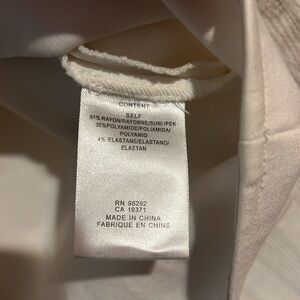 CONTENT
SELF
61% RAYON/RAYONNE/SUNI IPEK
35%POLYAMIDE/POLIAMIDA/
POLYAMID
4% ELASTANE/ELASTANO/
ELASTAN
RN 98292
CA 19371
MADE IN CHINA
FABRIQUE EN CHINE